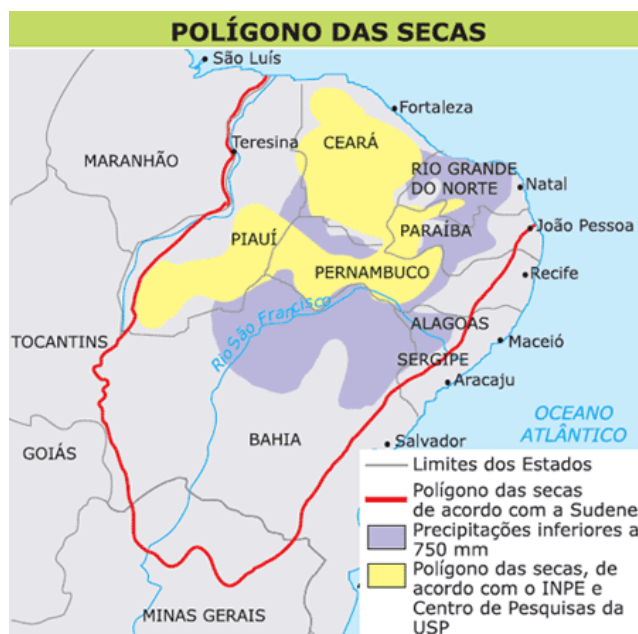 POLÍGONO DAS SECAS
São Luís
Fortaleza
Teresina
CEARÁ
MARANHÃO
RIO GRANDE
DO NORTE
Natal
João Pessoa
PARAÍBA
PIAUÍ
PERNAMBUCO
Recife
Rio São Francisco
ALAGOAS
TOCANTINS
Maceió
SERGIPE
Aracaju
OCEANO
ATLÂNTICO
BAHIA
GOIÁS
Salvador
Limites dos Estados
Polígono das secas
de acordo com a Sudene
Precipitações inferiores a
750 mm
Polígono das secas, de
acordo com o INPE e
Centro de Pesquisas da
USP
MINAS GERAIS